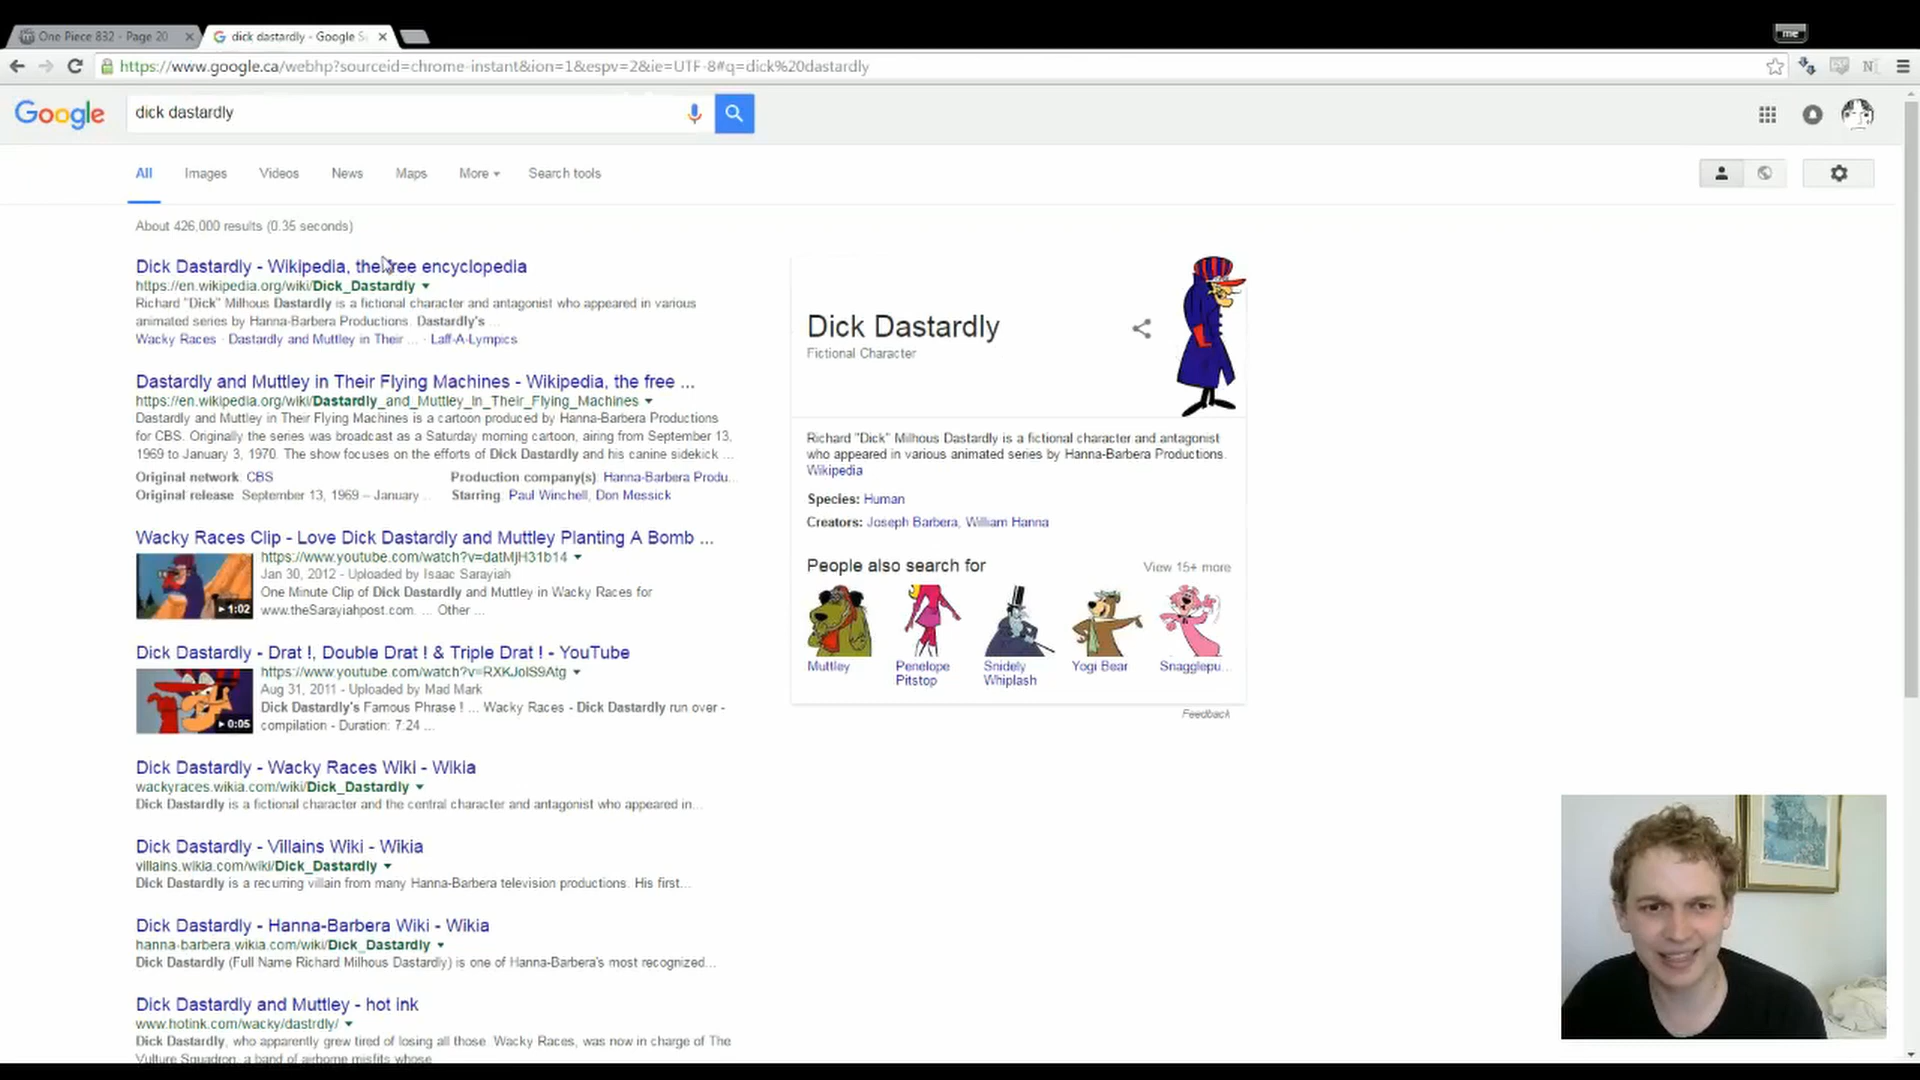 One Piece 832 - Page 20
dick dastardly - Google S
me
https://www.google.ca/webhp?sourceid=chrome-instant&ion=1&espv=2&ie=UTF-8#q=dick%20dastardly
Google
dick dastardly
All
Images
Videos
News
Maps
More
Search tools
About 426,000 results (0.35 seconds)
Dick Dastardly - Wikipedia, the free encyclopedia
https://en.wikipedia.org/wiki/Dick_Dastardly
Richard "Dick" Milhous Dastardly is a fictional character and antagonist who appeared in various
animated series by Hanna-Barbera Productions. Dastardly's ...
Wacky Races · Dastardly and Muttley in Their ... · Laff-A-Lympics
Dastardly and Muttley in Their Flying Machines - Wikipedia, the free ...
https://en.wikipedia.org/wiki/Dastardly_and_Muttley_In_Their_Flying_Machines
Dastardly and Muttley in Their Flying Machines is a cartoon produced by Hanna-Barbera Productions
for CBS. Originally the series was broadcast as a Saturday morning cartoon, airing from September 13,
1969 to January 3, 1970. The show focuses on the efforts of Dick Dastardly and his canine sidekick ...
Original network: CBS
Production company(s): Hanna-Barbera Produ...
Original release: September 13, 1969 – January ...
Starring: Paul Winchell, Don Messick
Wacky Races Clip - Love Dick Dastardly and Muttley Planting A Bomb ...
https://www.youtube.com/watch?v=datMjH31b14
Jan 30, 2012 - Uploaded by Isaac Sarayiah
One Minute Clip of Dick Dastardly and Muttley in Wacky Races for
www.theSarayiahpost.com. ... Other ...
1:02
Dick Dastardly - Drat !, Double Drat ! & Triple Drat ! - YouTube
https://www.youtube.com/watch?v=RXKJolS9Atg
Aug 31, 2011 - Uploaded by Mad Mark
Dick Dastardly's Famous Phrase ! ... Wacky Races - Dick Dastardly run over -
compilation - Duration: 7:24 ...
0:05
Dick Dastardly - Wacky Races Wiki - Wikia
wackyraces.wikia.com/wiki/Dick_Dastardly
Dick Dastardly is a fictional character and the central character and antagonist who appeared in...
Dick Dastardly - Villains Wiki - Wikia
villains.wikia.com/wiki/Dick_Dastardly
Dick Dastardly is a recurring villain from many Hanna-Barbera television productions. His first...
Dick Dastardly - Hanna-Barbera Wiki - Wikia
hanna-barbera.wikia.com/wiki/Dick_Dastardly
Dick Dastardly (Full Name Richard Milhous Dastardly) is one of Hanna-Barbera's most recognized...
Dick Dastardly and Muttley - hot ink
www.hotink.com/wacky/dastrdly/
Dick Dastardly, who apparently grew tired of losing all those Wacky Races, was now in charge of The
Vulture Squadron, a band of airborne misfits whose
Dick Dastardly
Fictional Character
Richard "Dick" Milhous Dastardly is a fictional character and antagonist
who appeared in various animated series by Hanna-Barbera Productions.
Wikipedia
Species: Human
Creators: Joseph Barbera, William Hanna
People also search for
View 15+ more
Muttley
Penelope
Pitstop
Snidely
Whiplash
Yogi Bear
Snagglepu...
Feedback